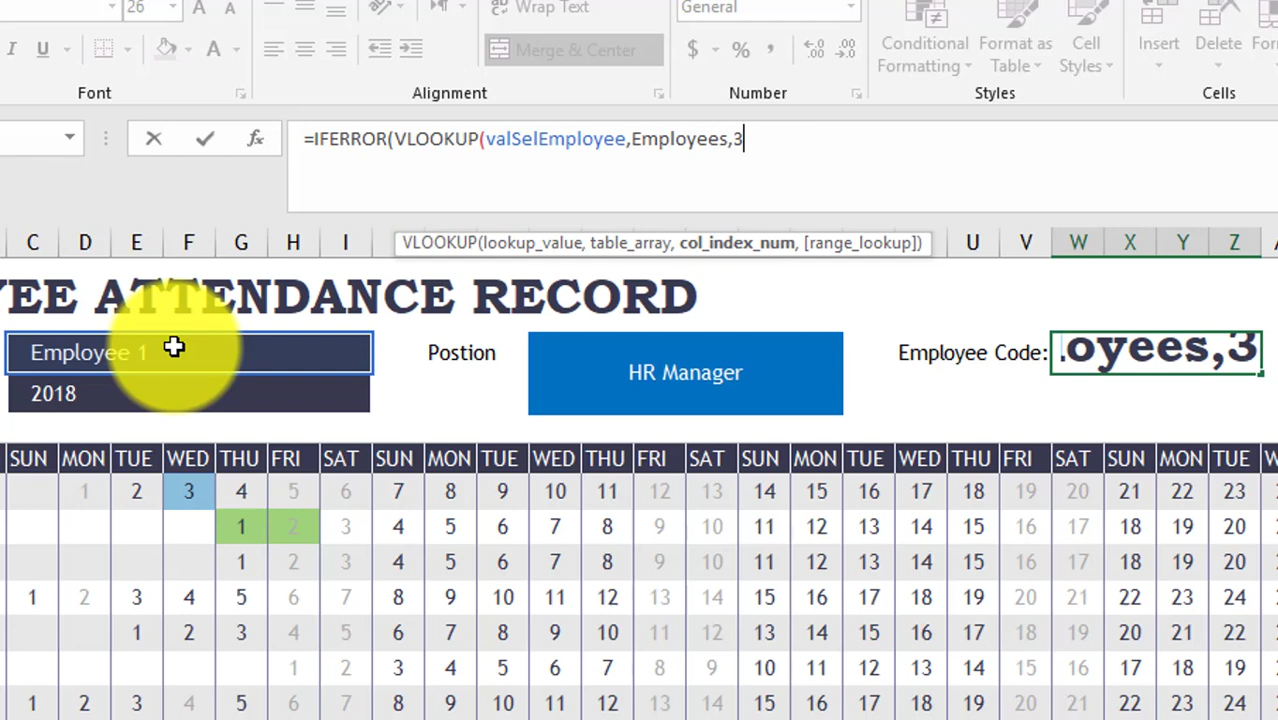 26 A A Wrap Text General
I U A Merge & Center $ % , .00 Conditional Formatting Format as Table Cell Styles Insert Delete
Font Alignment Number Styles Cells
fx =IFERROR(VLOOKUP(valSelEmployee,Employees,3
C D E F G H I VLOOKUP(lookup_value, table_array, col_index_num, [range_lookup]) U V W X Y Z
YEE ATTENDANCE RECORD
Employee 1 Postion HR Manager Employee Code: oyees,3
2018
SUN MON TUE WED THU FRI SAT SUN MON TUE WED THU FRI SAT SUN MON TUE WED THU FRI SAT SUN MON TUE
1 2 3 4 5 6 7 8 9 10 11 12 13 14 15 16 17 18 19 20 21 22 23
1 2 3 4 5 6 7 8 9 10 11 12 13 14 15 16 17 18 19 20
1 2 3 4 5 6 7 8 9 10 11 12 13 14 15 16 17 18 19 20
1 2 3 4 5 6 7 8 9 10 11 12 13 14 15 16 17 18 19 20 21 22 23 24
1 2 3 4 5 6 7 8 9 10 11 12 13 14 15 16 17 18 19 20 21 22
1 2 3 4 5 6 7 8 9 10 11 12 13 14 15 16 17 18 19
1 2 3 4 5 6 7 8 9 10 11 12 13 14 15 16 17 18 19 20 21 22 23 24